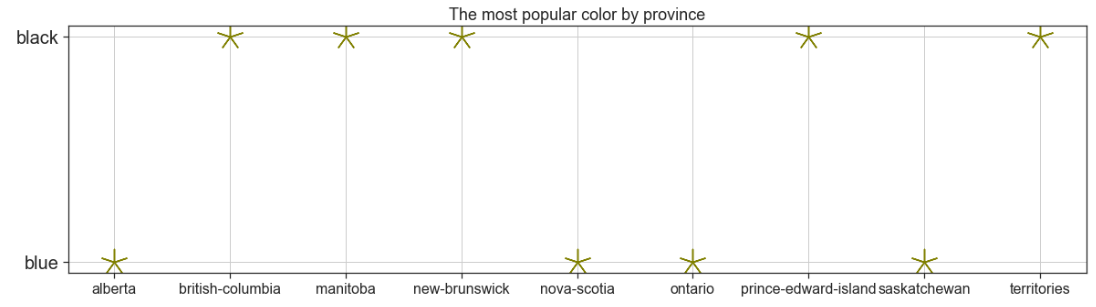 The most popular color by province
black
blue
alberta british-columbia manitoba new-brunswick nova-scotia ontario prince-edward-island saskatchewan territories